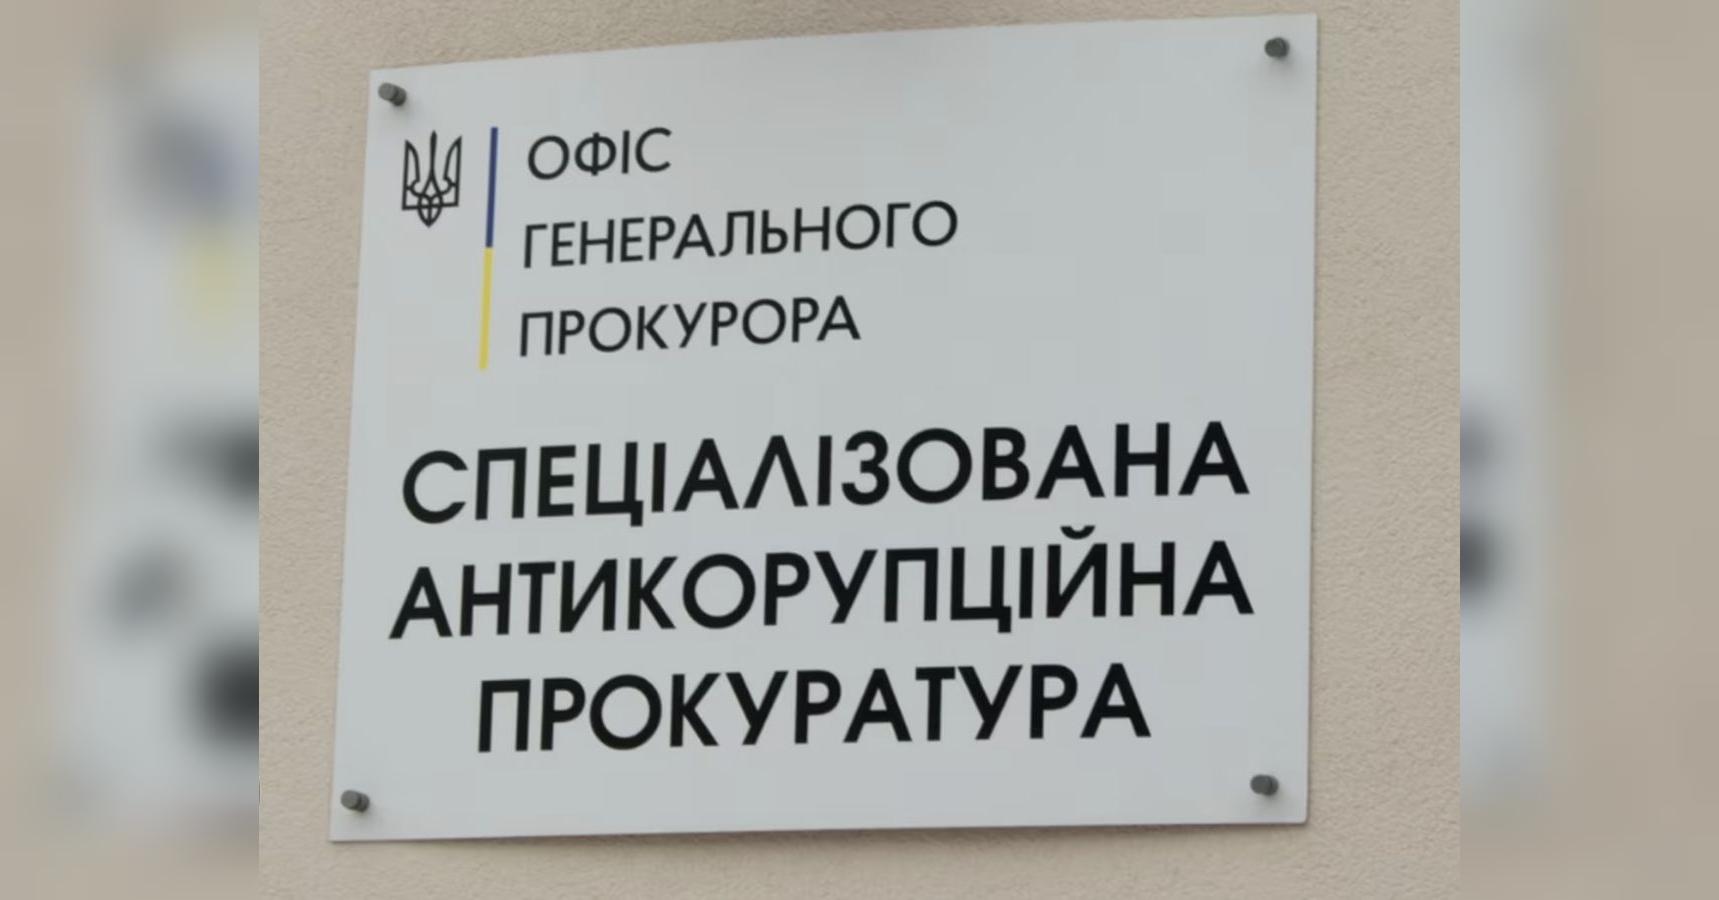 ОФІС
ГЕНЕРАЛЬНОГО
ПРОКУРОРА
СПЕЦІАЛІЗОВАНА
АНТИКОРУПЦІЙНА
ПРОКУРАТУРА